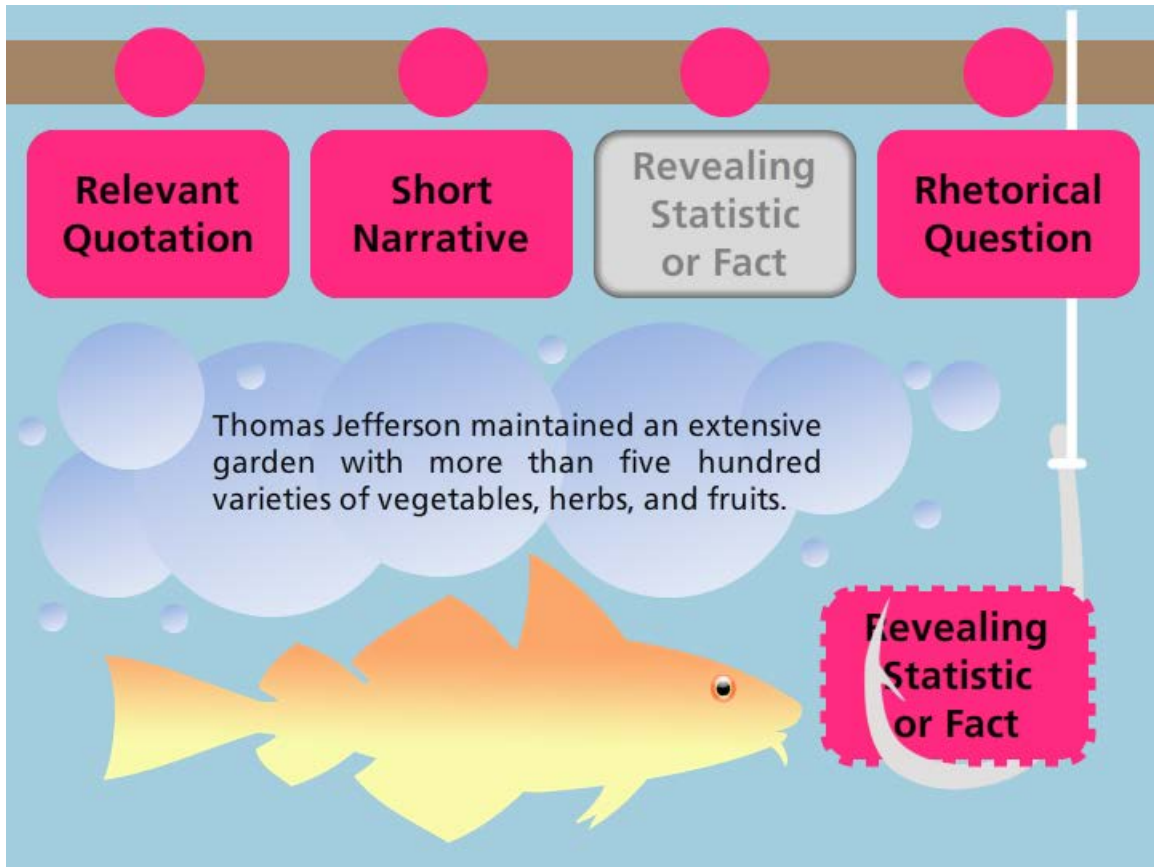 Relevant
Quotation
Short
Narrative
Revealing
Statistic
or Fact
Rhetorical
Question
Thomas Jefferson maintained an extensive
garden with more than five hundred
varieties of vegetables, herbs, and fruits.
Revealing
Statistic
or Fact